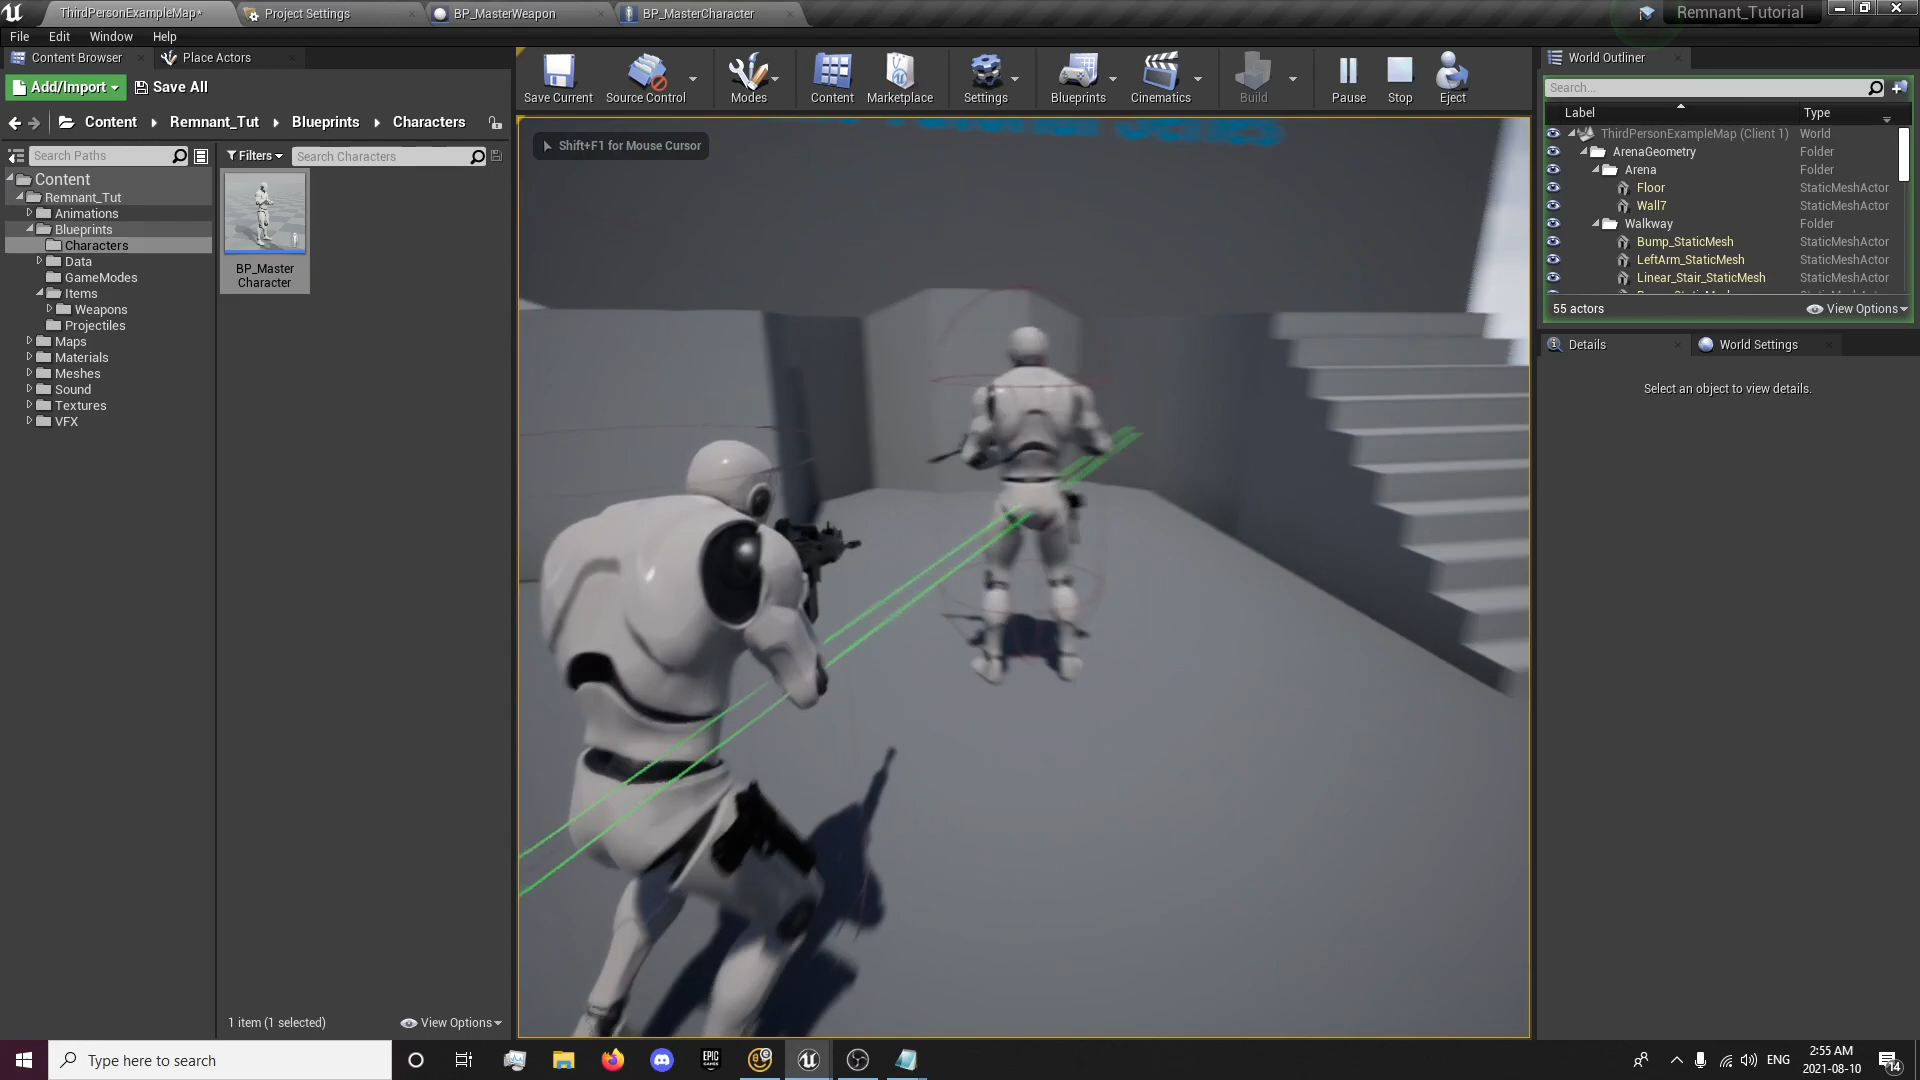 ThirdPersonExampleMap*
Project Settings
BP_MasterWeapon
BP_MasterCharacter
Remnant_Tutorial
File
Edit
Window
Help
Content Browser
Place Actors
Add/Import
Save All
Content
Remnant_Tut
Blueprints
Characters
Search Paths
Filters
Search Characters
Content
Remnant_Tut
Animations
Blueprints
Characters
Data
GameModes
Items
Weapons
Projectiles
Maps
Materials
Meshes
Sound
Textures
VFX
BP_Master
Character
1 item (1 selected)
View Options
Save Current
Source Control
Modes
Content
Marketplace
Settings
Blueprints
Cinematics
Build
Pause
Stop
Eject
Shift+F1 for Mouse Cursor
World Outliner
Search...
Label
Type
ThirdPersonExampleMap (Client 1)
World
ArenaGeometry
Folder
Arena
Folder
Floor
StaticMeshActor
Wall7
StaticMeshActor
Walkway
Folder
Bump_StaticMesh
StaticMeshActor
LeftArm_StaticMesh
StaticMeshActor
Linear_Stair_StaticMesh
StaticMeshActor
55 actors
View Options
Details
World Settings
Select an object to view details.
Type here to search
EPIC
GAMES
ENG
2:55 AM
2021-08-10
14